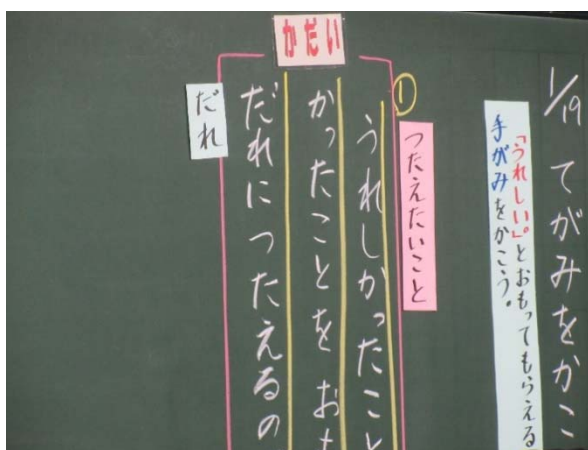 1/19 てがみをかこ
「うれしい。」とおもってもらえる
手がみをかこう。
①
つたえたいこと
かだい
うれしかったこと
かったことを おも
だれにつたえるの
だれ